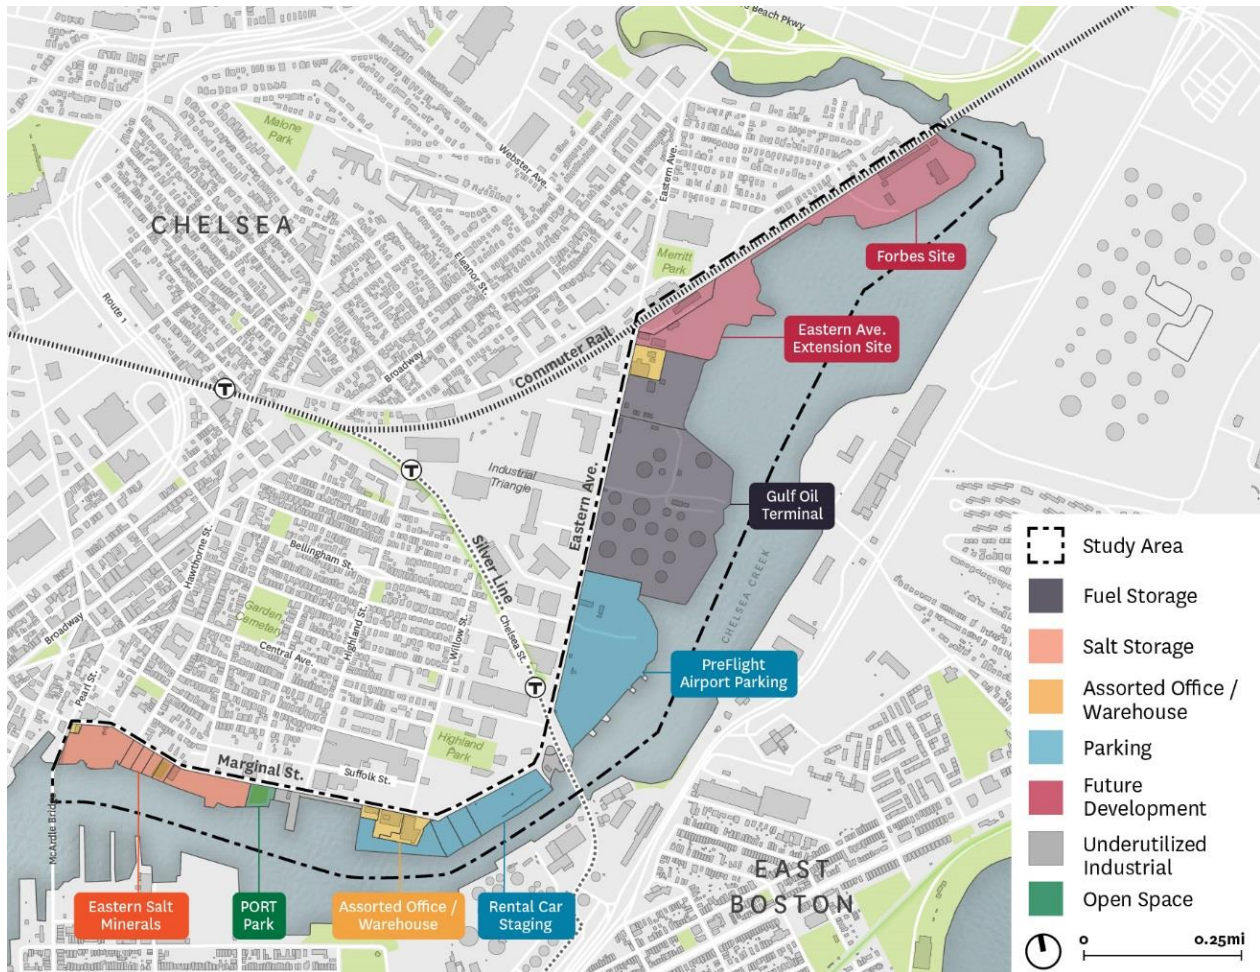 Beach Pkwy
Malone
Park
Webster Ave.
Eastern Ave.
CHELSEA
Merritt
Park
Forbes Site
Eleanor St.
Route 1
Eastern Ave.
Extension Site
Broadway
Commuter Rail
T
T
Industrial
Triangle
Eastern Ave.
Gulf Oil
Terminal
Hawthorne St.
Bellingham St.
Silver Line
CHELSEA CREEK
Garden
Cemetery
Highland St.
Willow St.
Chelsea St.
Broadway
Central Ave.
PreFlight
Airport Parking
Pearl St.
T
Highland
Park
Marginal St.
Suffolk St.
McArdle Bridge
EAST
BOSTON
Eastern Salt
Minerals
PORT
Park
Assorted Office /
Warehouse
Rental Car
Staging
Study Area
Fuel Storage
Salt Storage
Assorted Office /
Warehouse
Parking
Future
Development
Underutilized
Industrial
Open Space
0
0.25mi